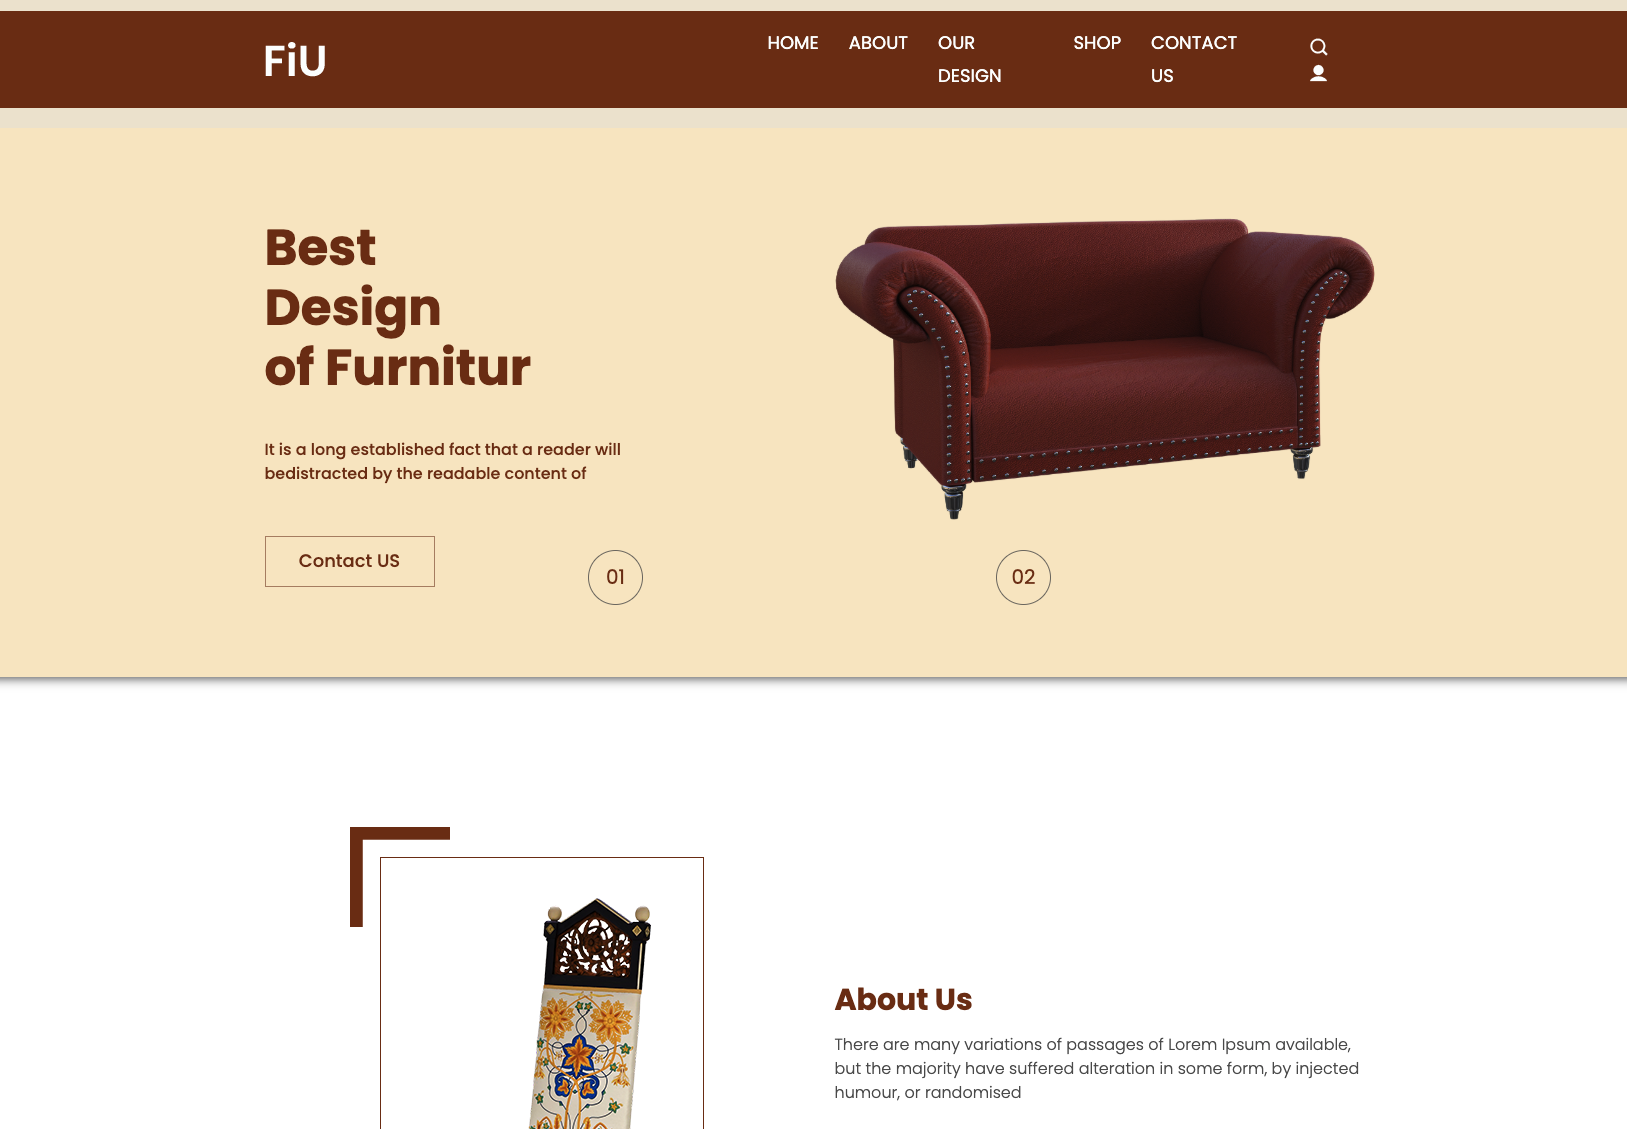 FiU
HOME ABOUT OUR DESIGN SHOP CONTACT US
Best
Design
of Furnitur
It is a long established fact that a reader will
bedistracted by the readable content of
Contact US
01
02
About Us
There are many variations of passages of Lorem Ipsum available,
but the majority have suffered alteration in some form, by injected
humour, or randomised